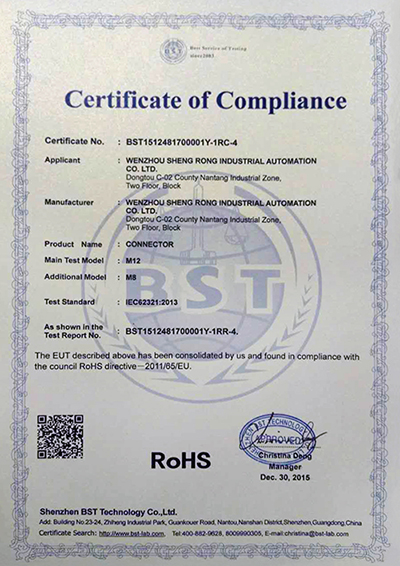 BST
Best Service of Testing
since 2003
Certificate of Compliance
Certificate No. : BST1512481700001Y-1RC-4
Applicant : WENZHOU SHENG RONG INDUSTRIAL AUTOMATION
CO. LTD.
Dongtou C-02 County Nantang Industrial Zone,
Two Floor, Block
Manufacturer : WENZHOU SHENG RONG INDUSTRIAL AUTOMATION
CO. LTD.
Dongtou C-02 County Nantang Industrial Zone,
Two Floor, Block
Product Name : CONNECTOR
Main Test Model : M12
Additional Model : M8
BST
Test Standard : IEC62321:2013
As shown in the
Test Report No. : BST1512481700001Y-1RR-4.
The EUT described above has been consolidated by us and found in compliance with
the council RoHS directive—2011/65/EU.
APPROVED
RoHS
Christina Deng
Manager
Dec. 30, 2015
Shenzhen BST Technology Co.,Ltd.
Add. Building No.23-24, Zhiheng Industrial Park, Guankouer Road, Nantou,Nanshan District,Shenzhen,Guangdong,China
Certificate Search: http://www.bst-lab.com, Tel:400-882-9628, 8009990305, E-mail:christina@bst-lab.com